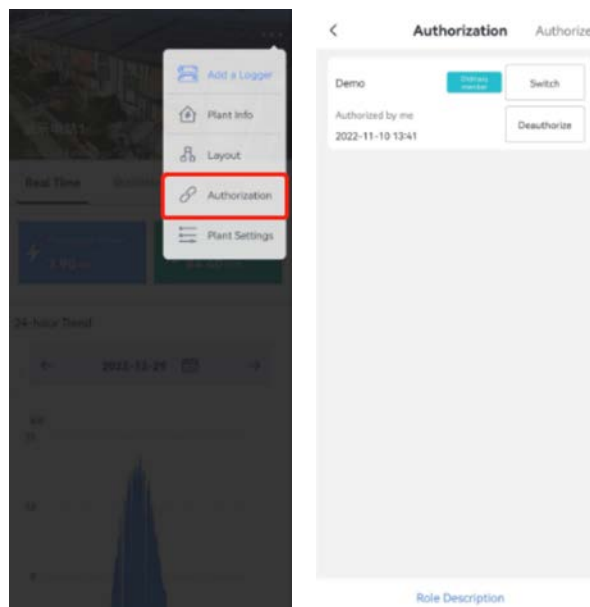 Add a Logger
Plant Info
Layout
Authorization
Plant Settings
Real Time
24-hour Trend
Authorization
Authorize
Demo
Ordinary
member
Switch
Authorized by me
2022-11-10 13:41
Deauthorize
Role Description